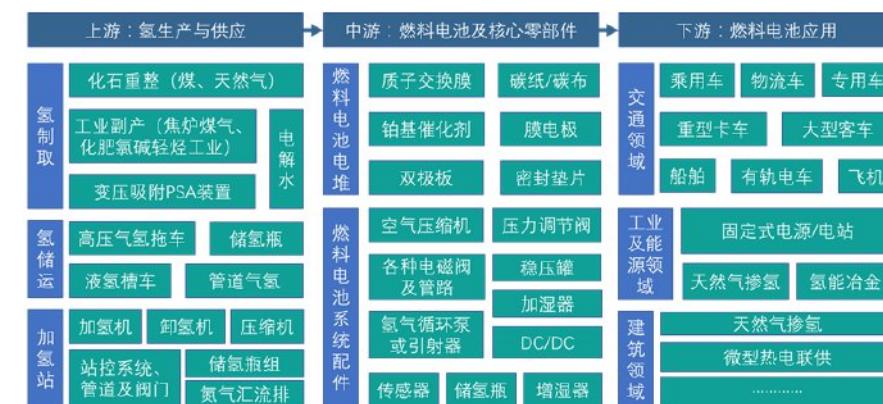 上游：氢生产与供应
中游：燃料电池及核心零部件
下游：燃料电池应用
氢制取
化石重整（煤、天然气）
工业副产（焦炉煤气、
化肥氯碱轻烃工业）
变压吸附PSA装置
电解水
氢储运
高压气氢拖车
储氢瓶
液氢槽车
管道气氢
加氢站
加氢机
卸氢机
压缩机
站控系统、
管道及阀门
储氢瓶组
氮气汇流排
燃料电池电堆
质子交换膜
碳纸/碳布
铂基催化剂
膜电极
双极板
密封垫片
燃料电池系统配件
空气压缩机
压力调节阀
各种电磁阀
及管路
稳压罐
加湿器
氢气循环泵
或引射器
DC/DC
传感器
储氢瓶
增湿器
交通领域
乘用车
物流车
专用车
重型卡车
大型客车
船舶
有轨电车
飞机
工业
及能
源领
域
固定式电源/电站
天然气掺氢
氢能冶金
建筑领域
天然气掺氢
微型热电联供
············